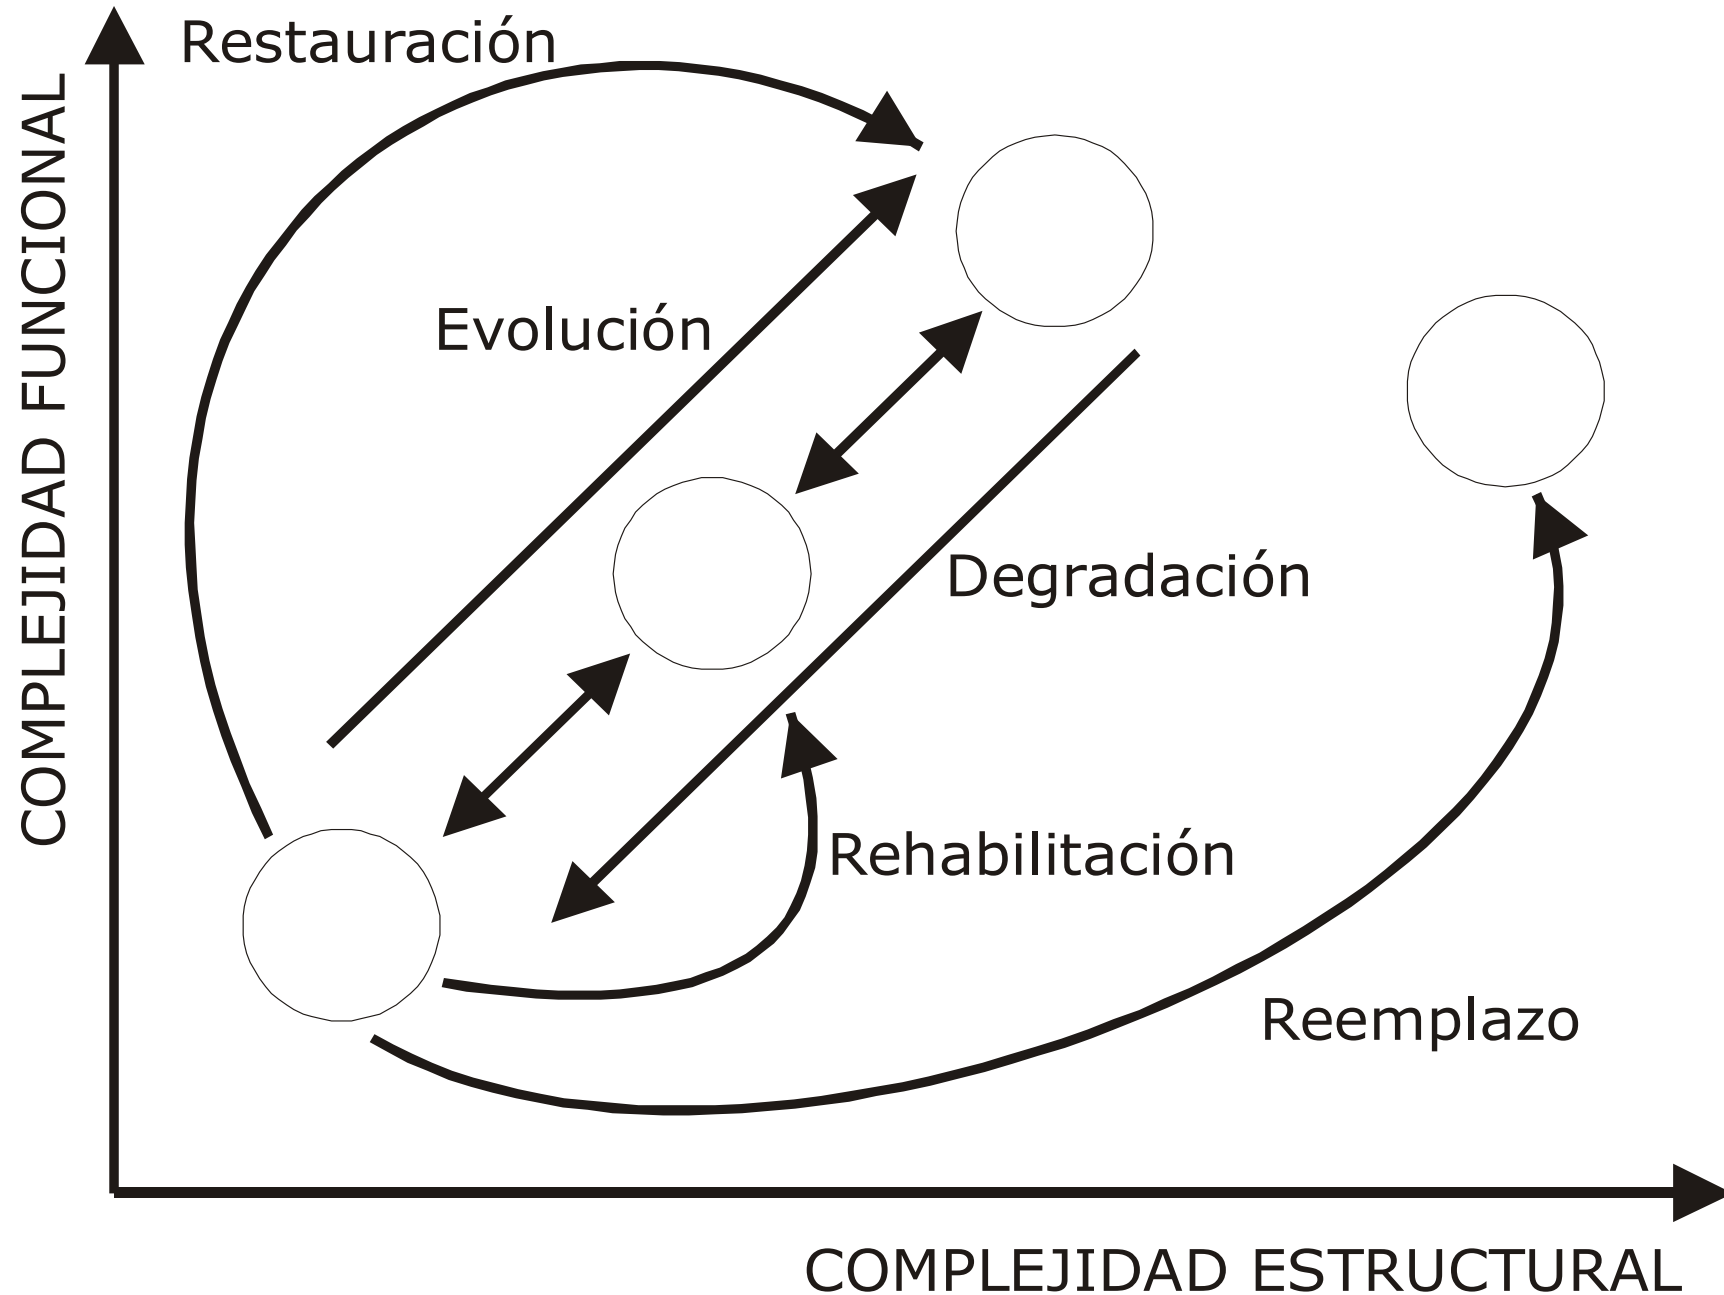 Restauración
COMPLEJIDAD FUNCIONAL
Evolución
Degradación
Rehabilitación
Reemplazo
COMPLEJIDAD ESTRUCTURAL